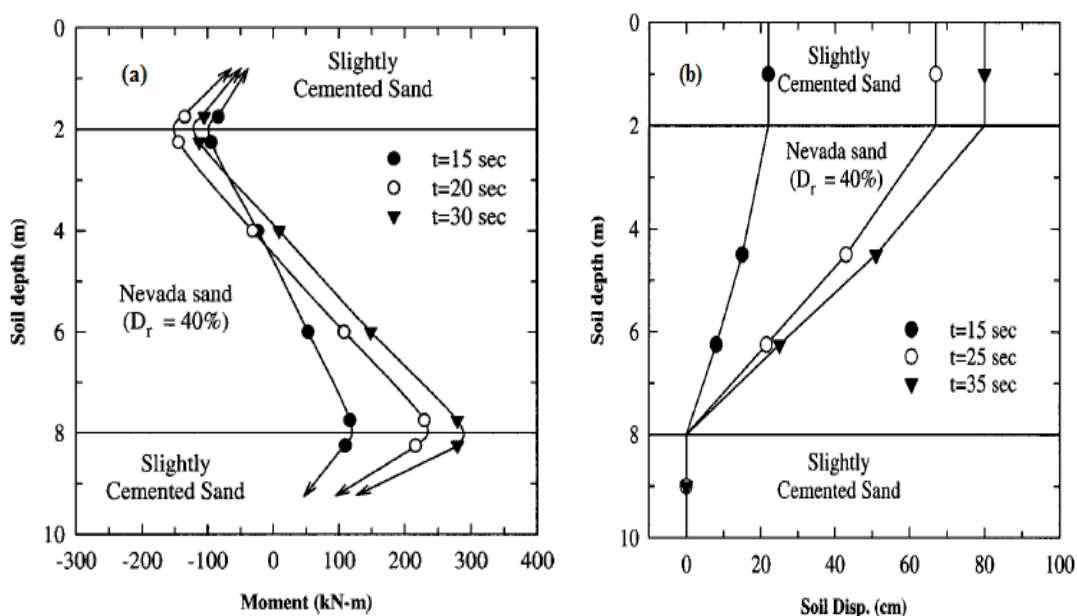 (a)
Slightly
Cemented Sand
t=15 sec
t=20 sec
t=30 sec
Nevada sand
(Dr = 40%)
Slightly
Cemented Sand
Soil depth (m)
0
2
4
6
8
10
-300
-200
-100
0
100
200
300
400
Moment (kN-m)
(b)
Slightly
Cemented Sand
Nevada sand
(Dr = 40%)
t=15 sec
t=25 sec
t=35 sec
Slightly
Cemented Sand
Soil depth (m)
0
2
4
6
8
10
0
20
40
60
80
100
Soil Disp. (cm)